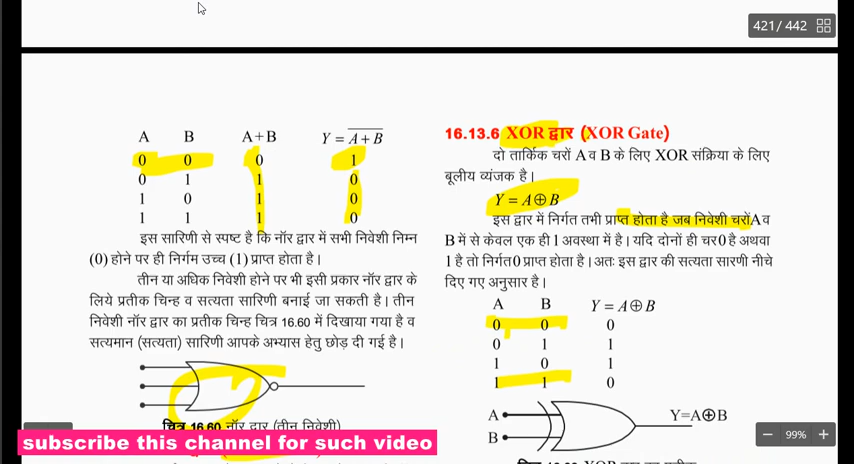 421 / 442
A B A+B Y = A + B
0 0 0 1
0 1 1 0
1 0 1 0
1 1 1 0
इस सारिणी से स्पष्ट है कि नॉर द्वार में सभी निवेशी निम्न
(0) होने पर ही निर्गम उच्च (1) प्राप्त होता है।
तीन या अधिक निवेशी होने पर भी इसी प्रकार नॉर द्वार के
लिये प्रतीक चिन्ह व सत्यता सारिणी बनाई जा सकती है। तीन
निवेशी नॉर द्वार का प्रतीक चिन्ह चित्र 16.60 में दिखाया गया है व
सत्यमान (सत्यता) सारिणी आपके अभ्यास हेतु छोड़ दी गई है।
चित्र 16.60 नॉर द्वार (तीन निवेशी)
16.13.6 XOR द्वार (XOR Gate)
दो तार्किक चरों A व B के लिए XOR संक्रिया के लिए
बूलीय व्यंजक है।
Y = A⊕B
इस द्वार में निर्गत तभी प्राप्त होता है जब निवेशी चरोंA व
B में से केवल एक ही 1 अवस्था में है। यदि दोनों ही चर 0 है अथवा
1 है तो निर्गत 0 प्राप्त होता है। अतः इस द्वार की सत्यता सारणी नीचे
दिए गए अनुसार है।
A B Y = A⊕B
0 0 0
0 1 1
1 0 1
1 1 0
A
B
Y=A⊕B
subscribe this channel for such video
99%